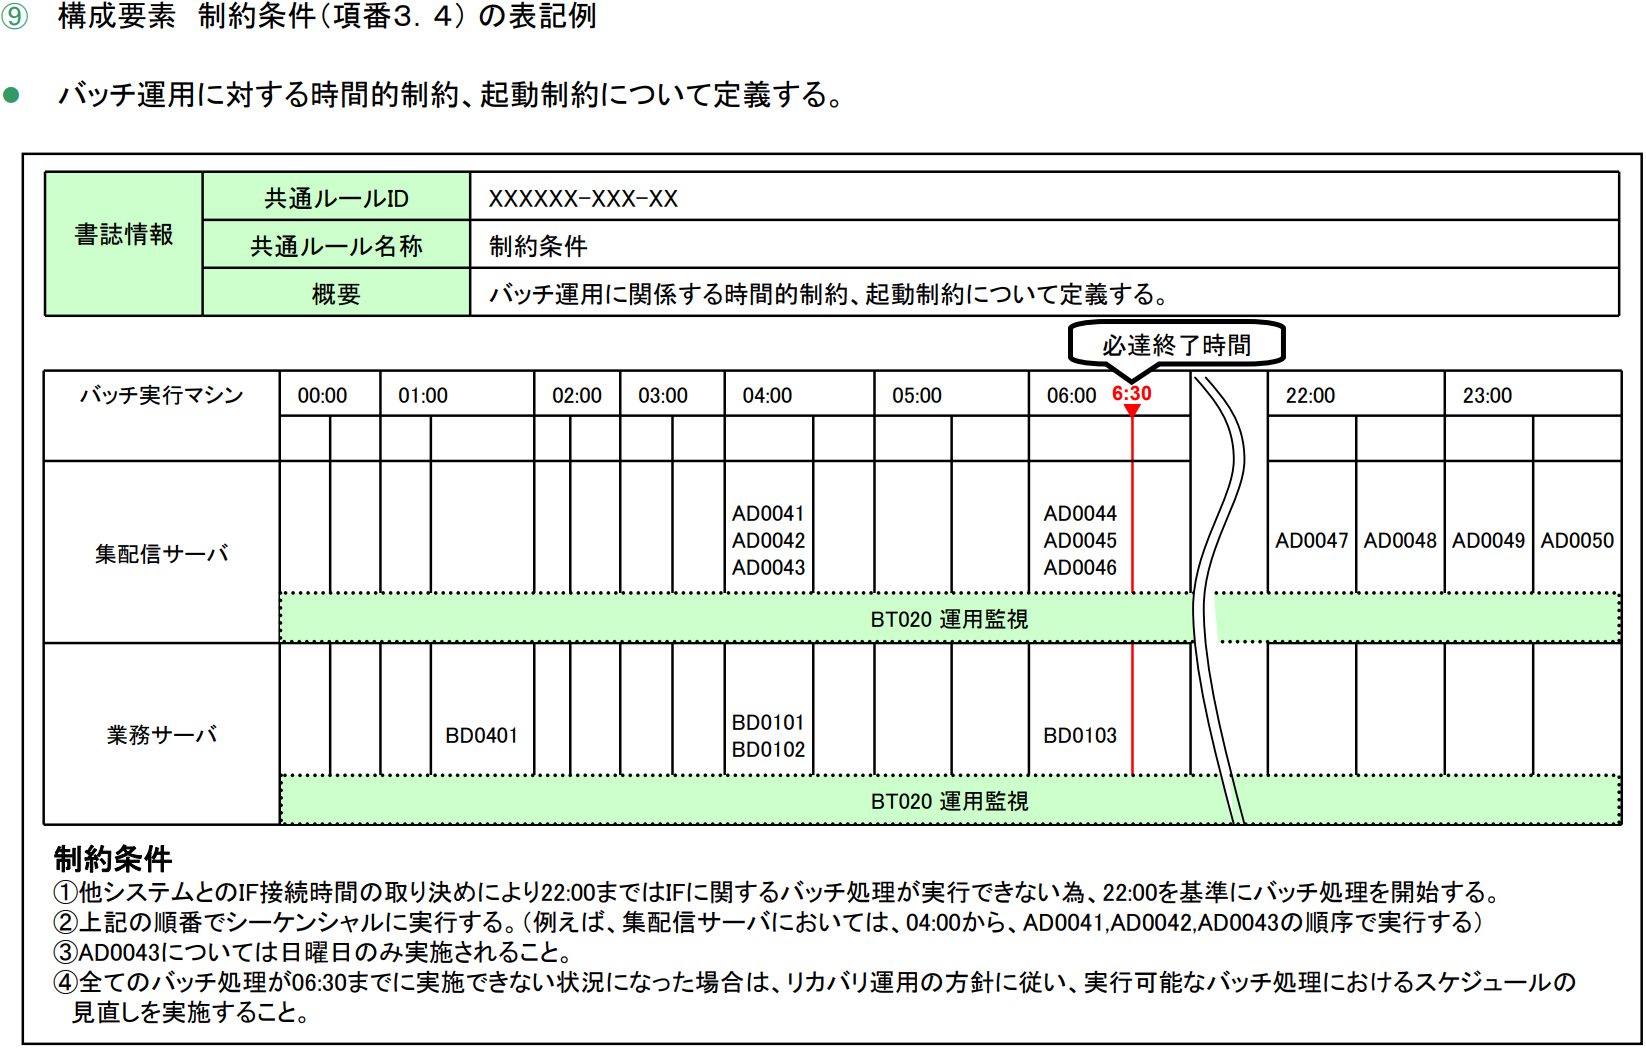 ⑨ 構成要素 制約条件（項番３．４）の表記例
● バッチ運用に対する時間的制約、起動制約について定義する。
書誌情報
共通ルールID XXXXXX-XXX-XX
共通ルール名称 制約条件
概要 バッチ運用に関係する時間的制約、起動制約について定義する。
必達終了時間
バッチ実行マシン 00:00 01:00 02:00 03:00 04:00 05:00 06:00 6:30 22:00 23:00
集配信サーバ
AD0041
AD0042
AD0043
AD0044
AD0045
AD0046
AD0047 AD0048 AD0049 AD0050
BT020 運用監視
業務サーバ
BD0401
BD0101
BD0102
BD0103
BT020 運用監視
制約条件
①他システムとのIF接続時間の取り決めにより22:00まではIFに関するバッチ処理が実行できない為、22:00を基準にバッチ処理を開始する。
②上記の順番でシーケンシャルに実行する。（例えば、集配信サーバにおいては、04:00から、AD0041,AD0042,AD0043の順序で実行する）
③AD0043については日曜日のみ実施されること。
④全てのバッチ処理が06:30までに実施できない状況になった場合は、リカバリ運用の方針に従い、実行可能なバッチ処理におけるスケジュールの
見直しを実施すること。